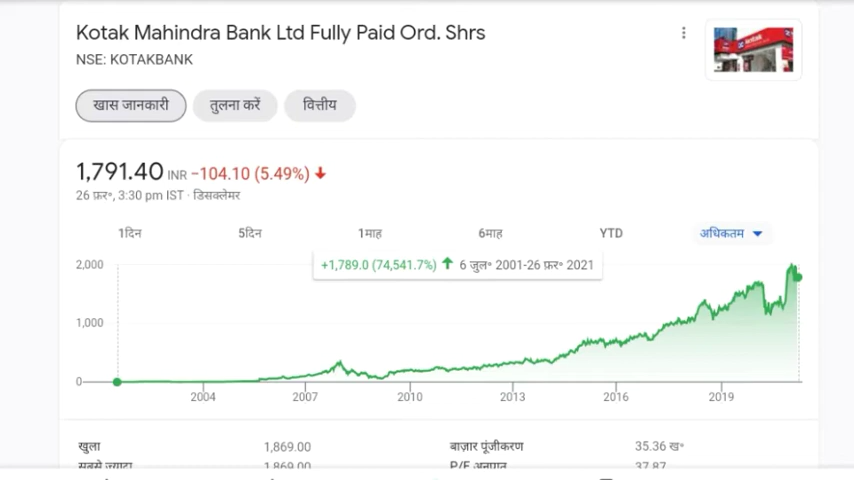 Kotak Mahindra Bank Ltd Fully Paid Ord. Shrs
NSE: KOTAKBANK
kotak
खास जानकारी तुलना करें वित्तीय
1,791.40 INR −104.10 (5.49%)
26 फ़र॰, 3:30 pm IST · डिसक्लेमर
1दिन 5दिन 1माह 6माह YTD अधिकतम
+1,789.0 (74,541.7%) 6 जुल॰ 2001-26 फ़र॰ 2021
2,000
1,000
0
2004 2007 2010 2013 2016 2019
खुला 1,869.00 बाज़ार पूंजीकरण 35.36 ख॰
सबसे ज़्यादा 1,869.00 P/E अनुपात 37.87